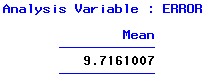 Analysis Variable : ERROR
Mean
9.7161007